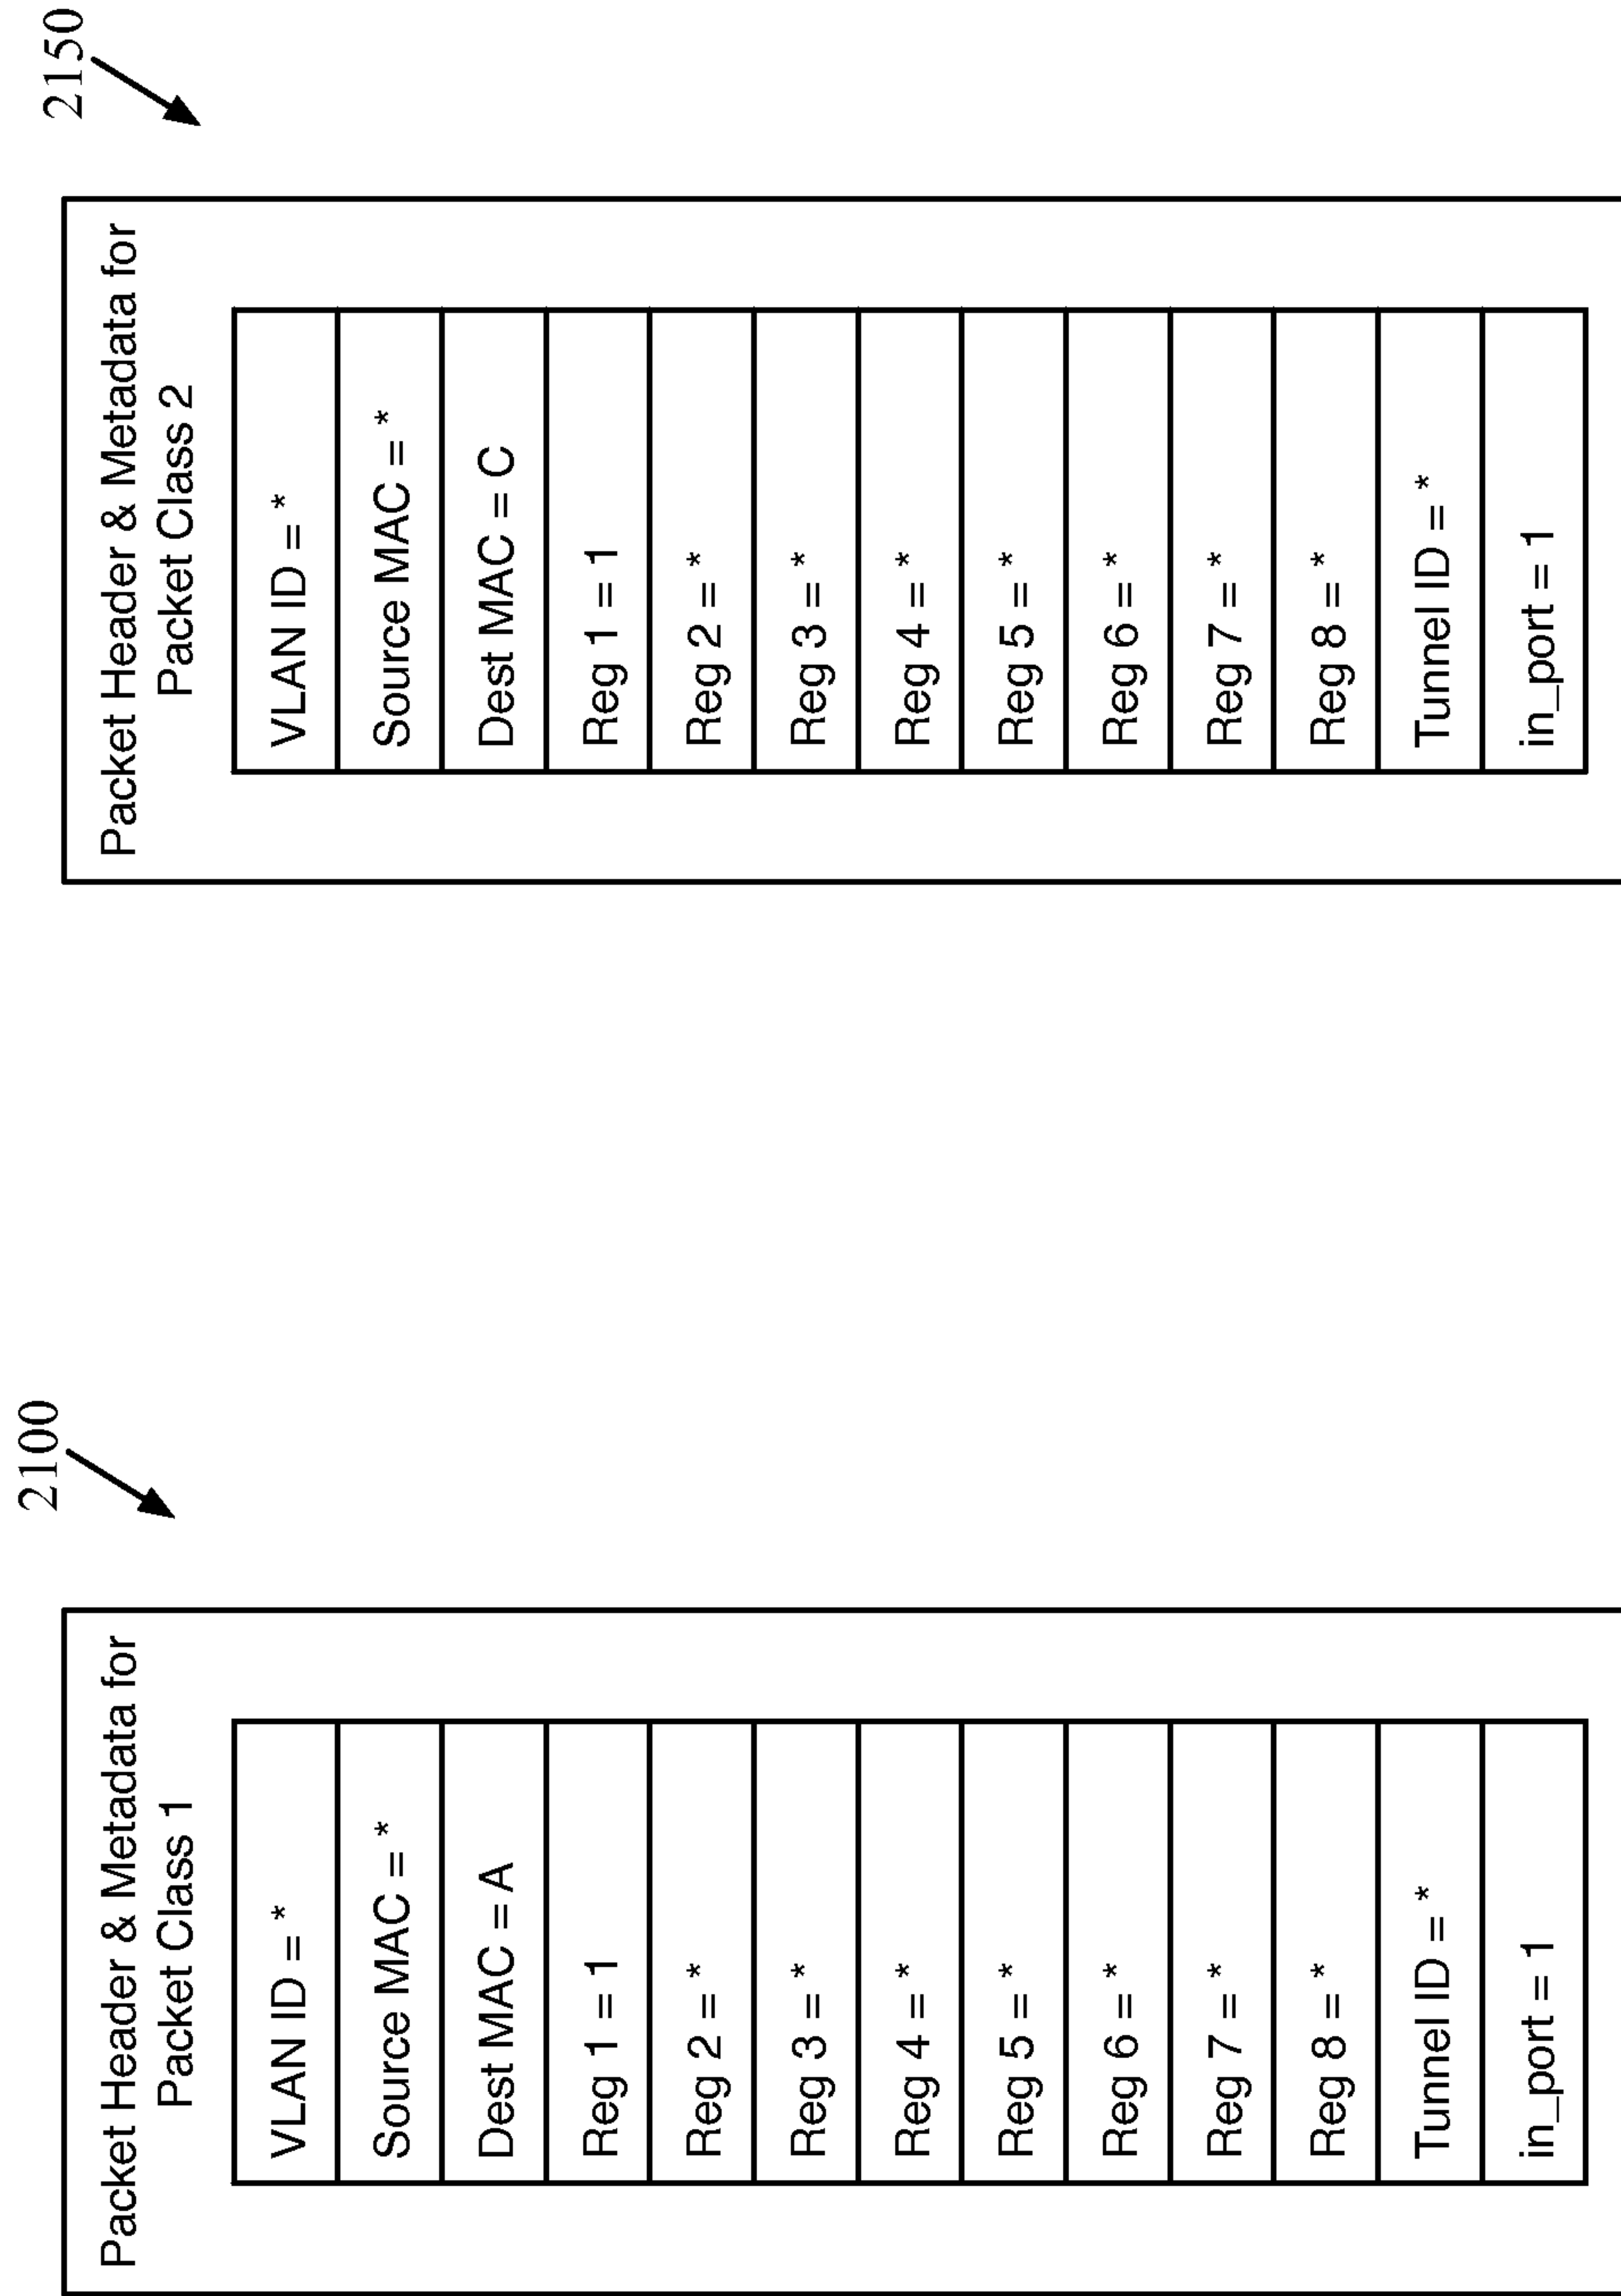 2100
Packet Header & Metadata for
Packet Class 1
VLAN ID = *
Source MAC = *
Dest MAC = A
Reg 1 = 1
Reg 2 = *
Reg 3 = *
Reg 4 = *
Reg 5 = *
Reg 6 = *
Reg 7 = *
Reg 8 = *
Tunnel ID = *
in_port = 1
2150
Packet Header & Metadata for
Packet Class 2
VLAN ID = *
Source MAC = *
Dest MAC = C
Reg 1 = 1
Reg 2 = *
Reg 3 = *
Reg 4 = *
Reg 5 = *
Reg 6 = *
Reg 7 = *
Reg 8 = *
Tunnel ID = *
in_port = 1